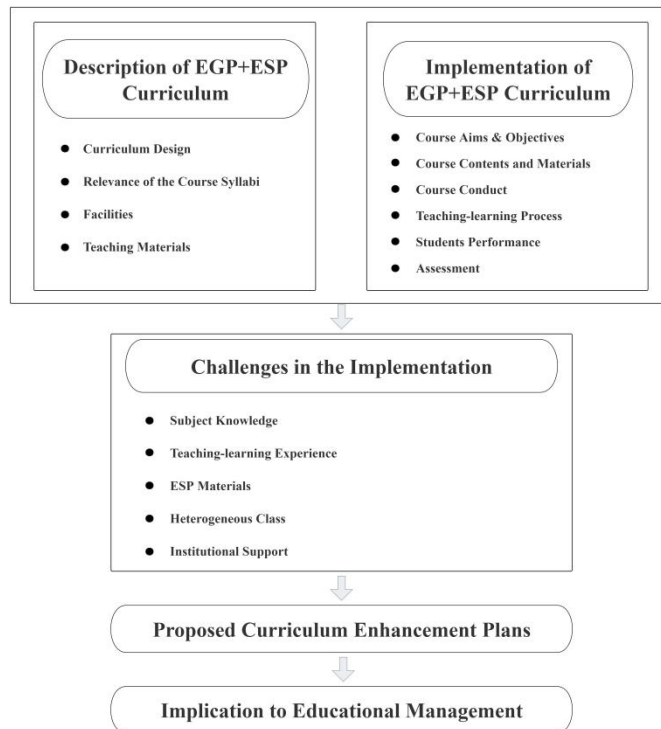 Description of EGP+ESP
Curriculum
● Curriculum Design
● Relevance of the Course Syllabi
● Facilities
● Teaching Materials
Implementation of
EGP+ESP Curriculum
● Course Aims & Objectives
● Course Contents and Materials
● Course Conduct
● Teaching-learning Process
● Students Performance
● Assessment
Challenges in the Implementation
● Subject Knowledge
● Teaching-learning Experience
● ESP Materials
● Heterogeneous Class
● Institutional Support
Proposed Curriculum Enhancement Plans
Implication to Educational Management